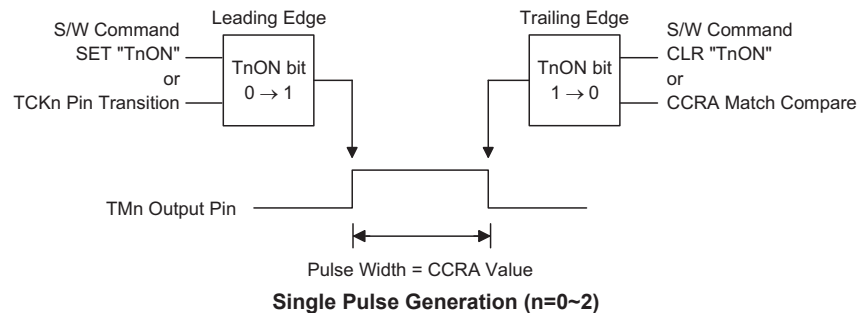 Leading Edge
S/W Command
SET "TnON"
or
TCKn Pin Transition
TnON bit
0 → 1
Trailing Edge
TnON bit
1 → 0
S/W Command
CLR "TnON"
or
CCRA Match Compare
TMn Output Pin
Pulse Width = CCRA Value
Single Pulse Generation (n=0~2)